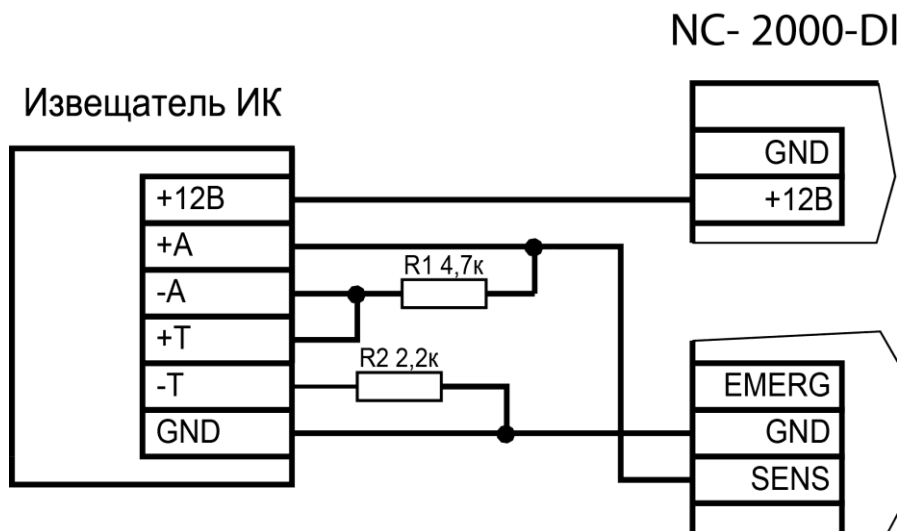 NC- 2000-DI
Извещатель ИК
GND
+12В
+12В
+A
R1 4,7к
-A
+T
R2 2,2к
-T
GND
EMERG
GND
SENS